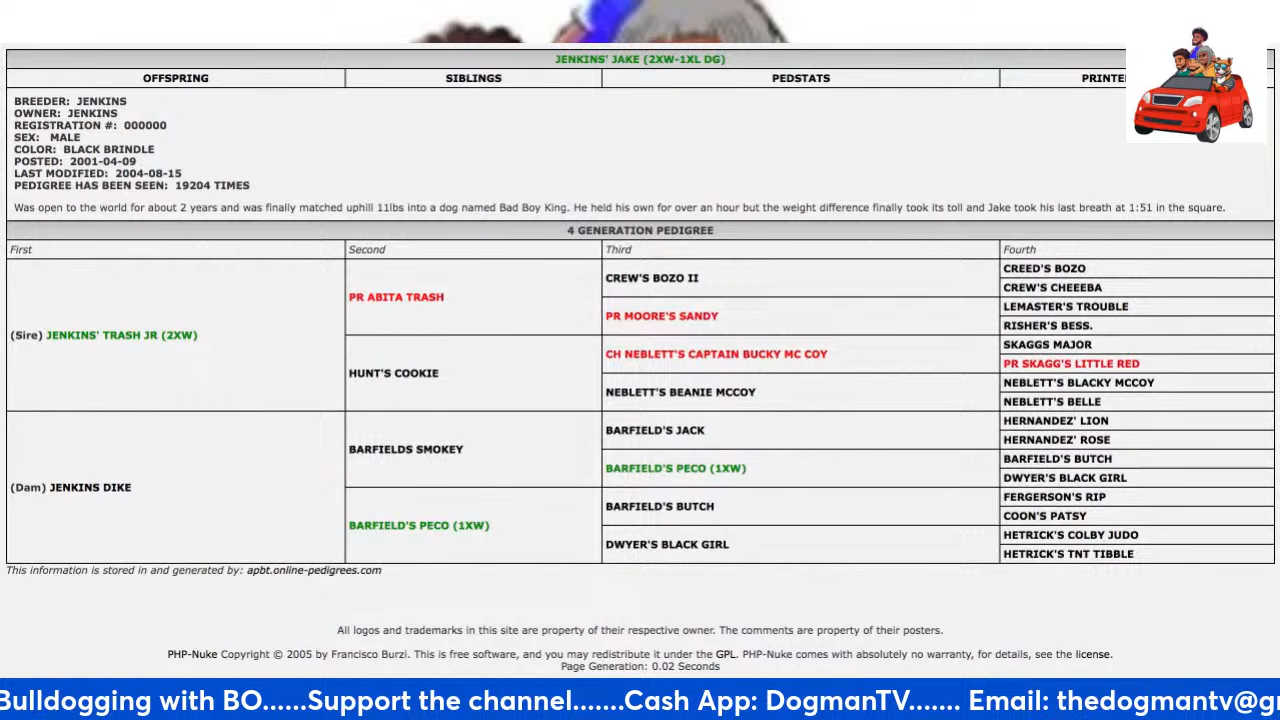 JENKINS' JAKE (2XW-1XL DG)
OFFSPRING SIBLINGS PEDSTATS
BREEDER: JENKINS
OWNER: JENKINS
REGISTRATION #: 000000
SEX: MALE
COLOR: BLACK BRINDLE
POSTED: 2001-04-09
LAST MODIFIED: 2004-08-15
PEDIGREE HAS BEEN SEEN: 19204 TIMES
Was open to the world for about 2 years and was finally matched uphill 11lbs into a dog named Bad Boy King. He held his own for over an hour but the weight difference finally took its toll and Jake took his last breath at 1:51 in the square.
4 GENERATION PEDIGREE
First Second Third Fourth
(Sire) JENKINS' TRASH JR (2XW)
PR ABITA TRASH
CREW'S BOZO II
CREED'S BOZO
CREW'S CHEEEBA
PR MOORE'S SANDY
LEMASTER'S TROUBLE
RISHER'S BESS.
HUNT'S COOKIE
CH NEBLETT'S CAPTAIN BUCKY MC COY
SKAGGS MAJOR
PR SKAGG'S LITTLE RED
NEBLETT'S BEANIE MCCOY
NEBLETT'S BLACKY MCCOY
NEBLETT'S BELLE
(Dam) JENKINS DIKE
BARFIELDS SMOKEY
BARFIELD'S JACK
HERNANDEZ' LION
HERNANDEZ' ROSE
BARFIELD'S PECO (1XW)
BARFIELD'S BUTCH
DWYER'S BLACK GIRL
BARFIELD'S PECO (1XW)
BARFIELD'S BUTCH
FERGERSON'S RIP
COON'S PATSY
DWYER'S BLACK GIRL
HETRICK'S COLBY JUDO
HETRICK'S TNT TIBBLE
This information is stored in and generated by: apbt.online-pedigrees.com
All logos and trademarks in this site are property of their respective owner. The comments are property of their posters.
PHP-Nuke Copyright © 2005 by Francisco Burzi. This is free software, and you may redistribute it under the GPL. PHP-Nuke comes with absolutely no warranty, for details, see the license.
Page Generation: 0.02 Seconds
Bulldogging with BO......Support the channel.......Cash App: DogmanTV....... Email: thedogmantv@g